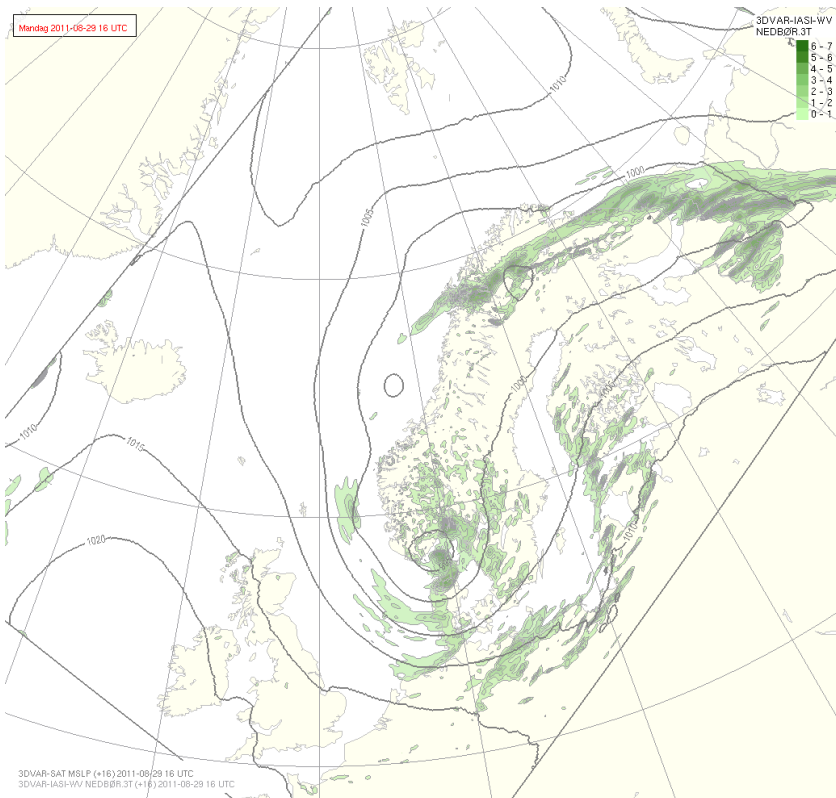 Mandag 2011-08-29 16 UTC
3DVAR-IASI-WV
NEDBØR.3T
6 - 7
5 - 6
4 - 5
3 - 4
2 - 3
1 - 2
0 - 1
1010
1000
1005
1000
1005
1010
1015
1010
1020
3DVAR-SAT MSLP (+16) 2011-08-29 16 UTC
3DVAR-IASI-WV NEDBØR.3T (+16) 2011-08-29 16 UTC